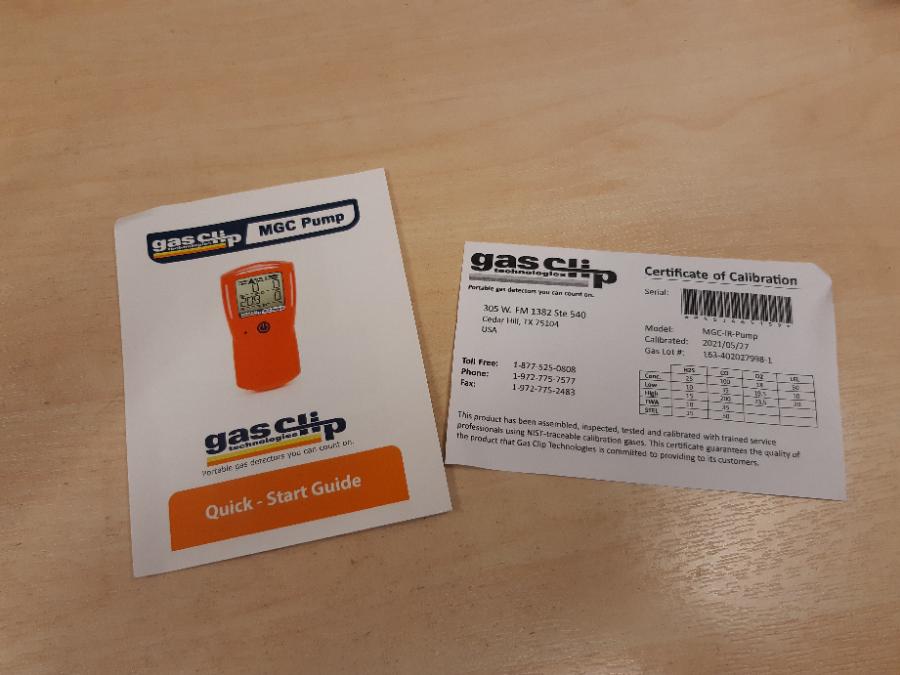 gas clip
technologies
MGC Pump
gas clip
technologies
Portable gas detectors you can count on.
Quick - Start Guide
gas clip
technologies
Portable gas detectors you can count on.
305 W. FM 1382 Ste 540
Cedar Hill, TX 75104
USA
Toll Free: 1-877-525-0808
Phone: 1-972-775-7577
Fax: 1-972-775-2483
Certificate of Calibration
Serial:
Model: MGC-IR-Pump
Calibrated: 2021/05/27
Gas Lot #: 163-402027998-1
H2S CO O2 LEL
Conc. 25 100 18 50
Low 10 35 19.5 10
High 15 200 23.5 20
TWA 10 35
STEL 15 50
This product has been assembled, inspected, tested and calibrated with trained service
professionals using NIST-traceable calibration gases. This certificate guarantees the quality of
the product that Gas Clip Technologies is committed to providing to its customers.